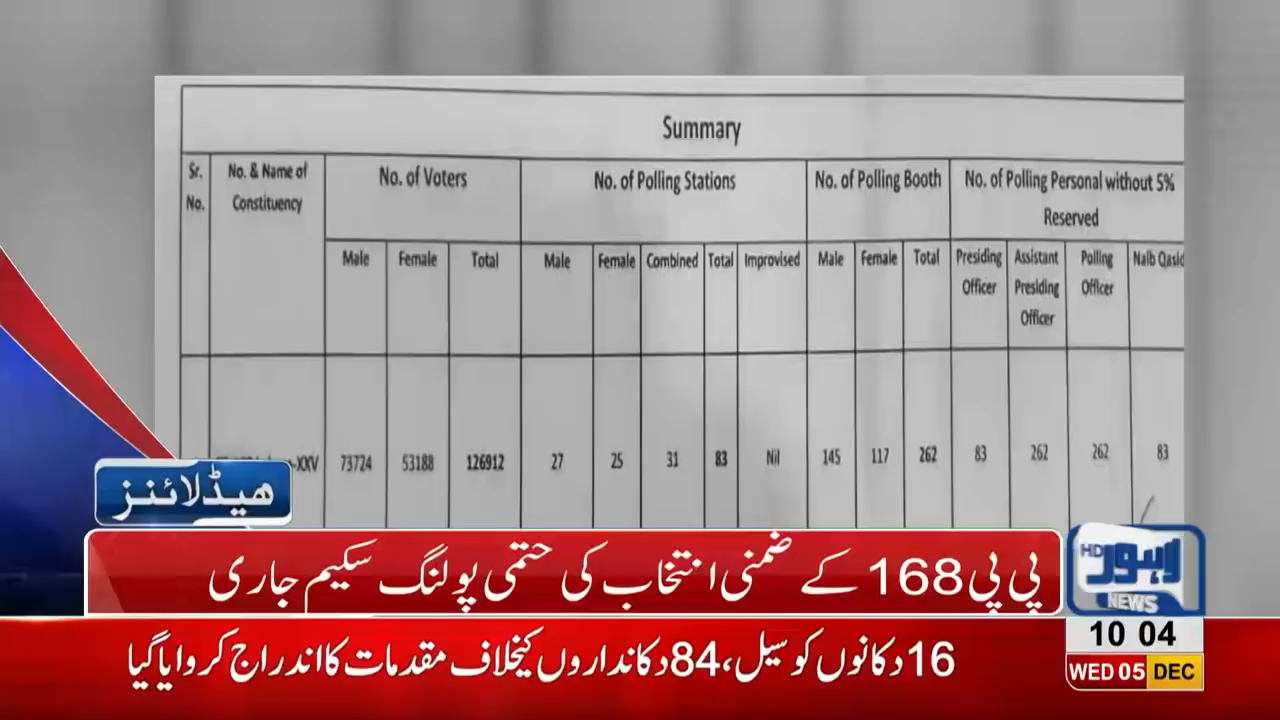 Summary
Sr. No. No. & Name of Constituency No. of Voters No. of Polling Stations No. of Polling Booth No. of Polling Personal without 5% Reserved
Male Female Total Male Female Combined Total Improvised Male Female Total Presiding Officer Assistant Presiding Officer Polling Officer Naib Qasid
-XXV 73724 53188 126912 27 25 31 83 Nil 145 117 262 83 262 262 83
ھیڈلائنز
پی پی 168 کے ضمنی انتخاب کی حتمی پولنگ سکیم جاری
HD لاہور
NEWS
10 04
16 دکانوں کو سیل، 84 دکانداروں کیخلاف مقدمات کا اندراج کروایا گیا
WED 05 DEC